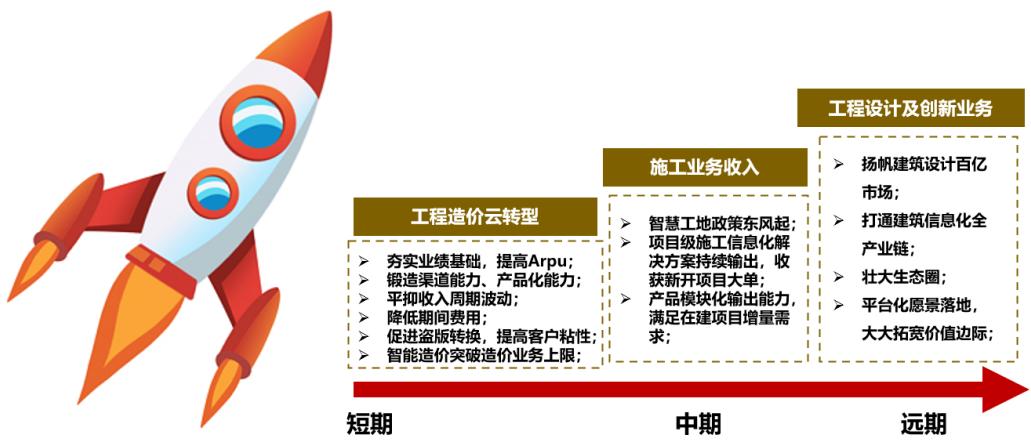 工程造价云转型
➢ 夯实业绩基础，提高Arpu；
➢ 锻造渠道能力、产品化能力；
➢ 平抑收入周期波动；
➢ 降低期间费用；
➢ 促进盗版转换，提高客户粘性；
➢ 智能造价突破造价业务上限；
短期
施工业务收入
➢ 智慧工地政策东风起；
➢ 项目级施工信息化解
决方案持续输出，收
获新开项目大单；
➢ 产品模块化输出能力，
满足在建项目增量需
求；
中期
工程设计及创新业务
➢ 扬帆建筑设计百亿
市场；
➢ 打通建筑信息化全
产业链；
➢ 壮大生态圈；
➢ 平台化愿景落地，
大大拓宽价值边际；
远期